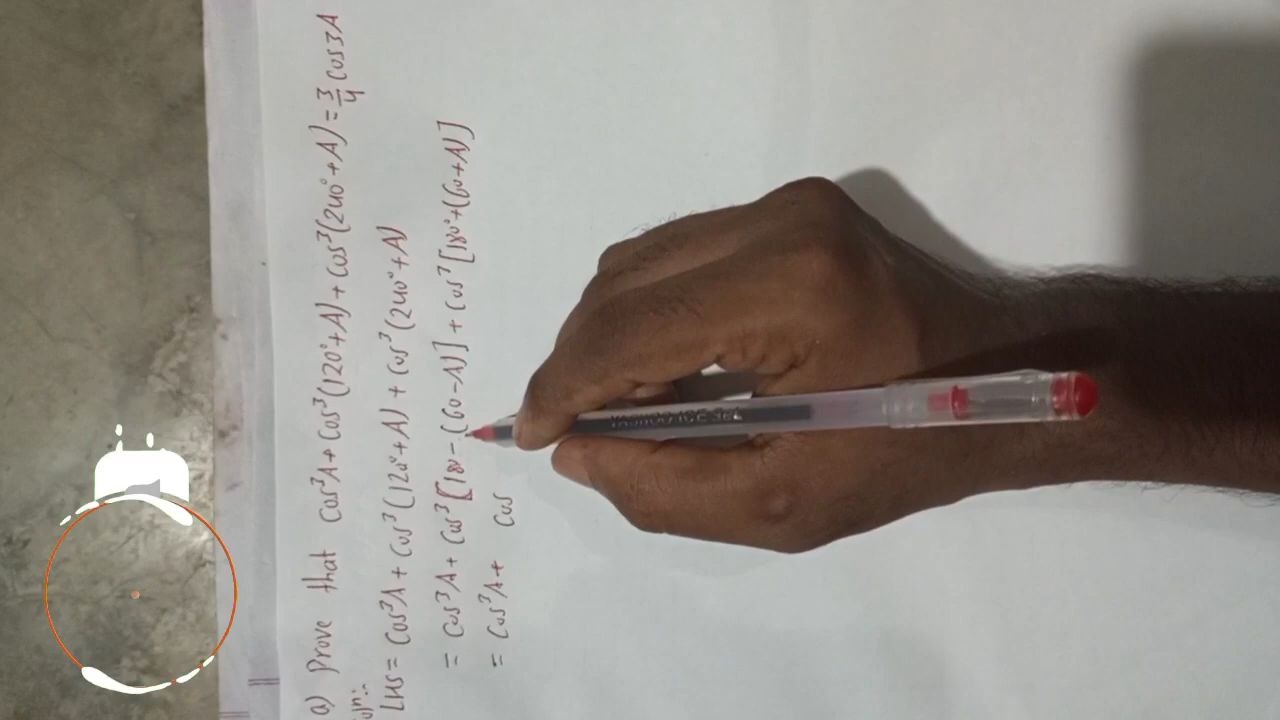 a) Prove that Cos³A + Cos³(120°+A) + Cos³(240°+A) = 3/4 Cos3A
Solⁿ:-
LHS = Cos³A + Cos³(120°+A) + Cos³(240°+A)
= Cos³A + Cos³[180-(60-A)] + Cos³[180°+(60+A)]
= Cos³A + Cos